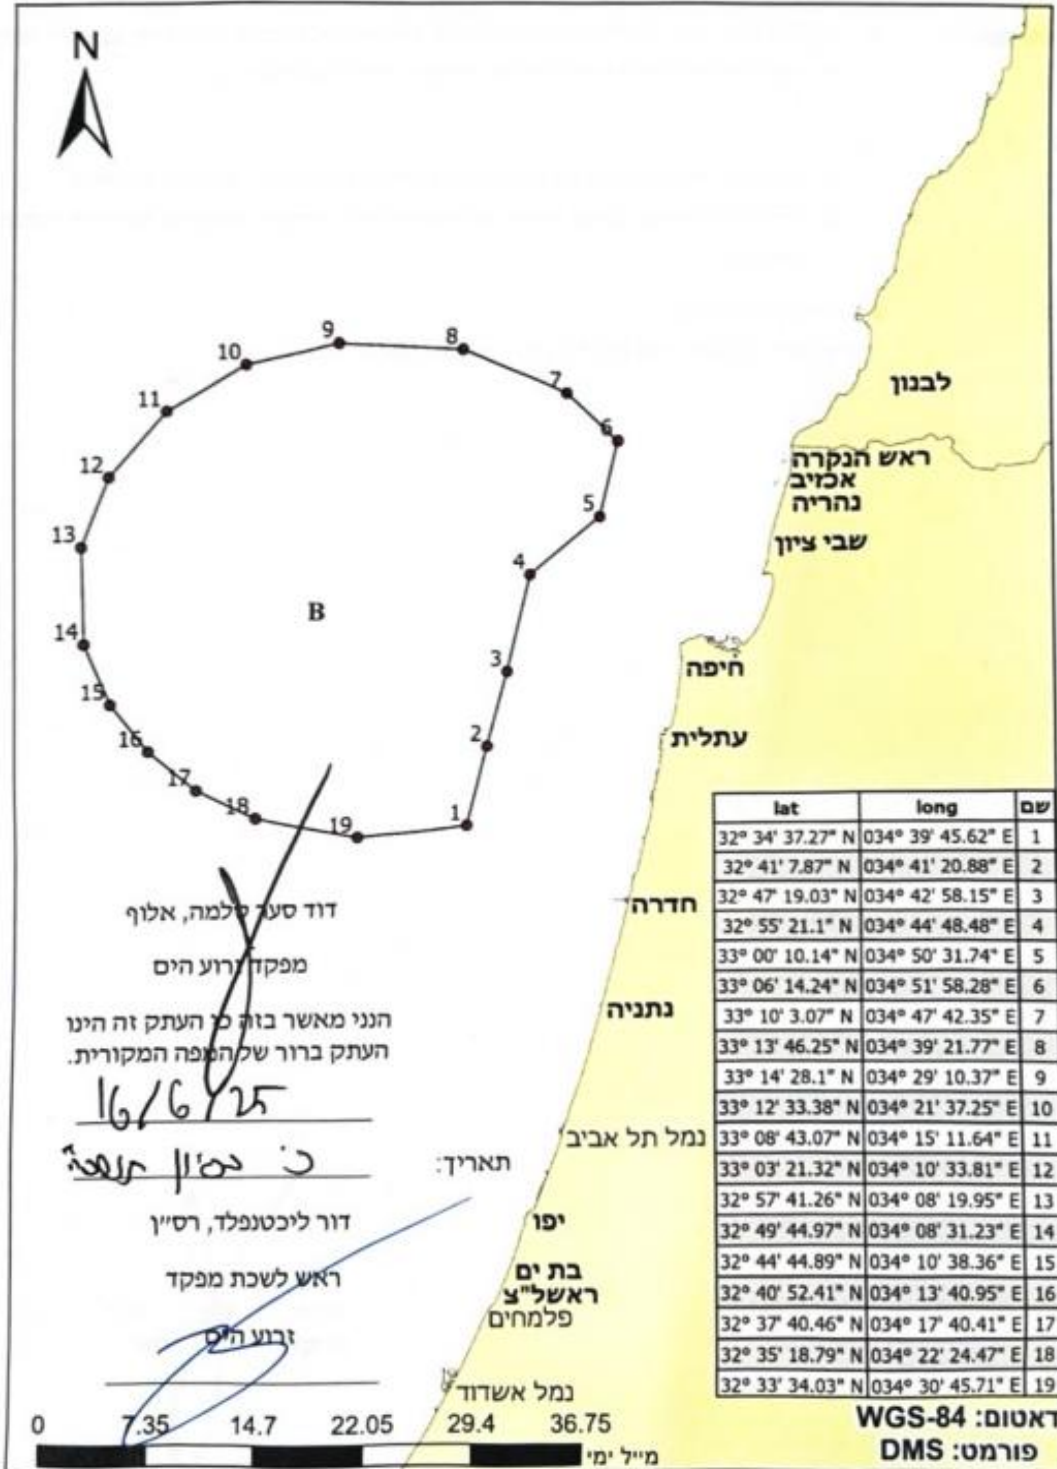 N
9
8
10
7
11
6
12
5
13
4
B
14
3
15
2
16
17
18
1
19
לבנון
ראש הנקרה
אכזיב
נהריה
שבי ציון
חיפה
עתלית
חדרה
נתניה
נמל תל אביב
יפו
בת ים
ראשל"צ
פלמחים
נמל אשדוד
lat long שם
32° 34' 37.27" N 034° 39' 45.62" E 1
32° 41' 7.87" N 034° 41' 20.88" E 2
32° 47' 19.03" N 034° 42' 58.15" E 3
32° 55' 21.1" N 034° 44' 48.48" E 4
33° 00' 10.14" N 034° 50' 31.74" E 5
33° 06' 14.24" N 034° 51' 58.28" E 6
33° 10' 3.07" N 034° 47' 42.35" E 7
33° 13' 46.25" N 034° 39' 21.77" E 8
33° 14' 28.1" N 034° 29' 10.37" E 9
33° 12' 33.38" N 034° 21' 37.25" E 10
33° 08' 43.07" N 034° 15' 11.64" E 11
33° 03' 21.32" N 034° 10' 33.81" E 12
32° 57' 41.26" N 034° 08' 19.95" E 13
32° 49' 44.97" N 034° 08' 31.23" E 14
32° 44' 44.89" N 034° 10' 38.36" E 15
32° 40' 52.41" N 034° 13' 40.95" E 16
32° 37' 40.46" N 034° 17' 40.41" E 17
32° 35' 18.79" N 034° 22' 24.47" E 18
32° 33' 34.03" N 034° 30' 45.71" E 19
דאטום: WGS-84
פורמט: DMS
דוד סער סלמה, אלוף
מפקד זרוע הים
הנני מאשר בזה כי העתק זה הינו
העתק ברור של המפה המקורית.
16/6/25
תאריך: כ' בסיון
דור ליכטנפלד, רס״ן
ראש לשכת מפקד
זרוע הים
0 7.35 14.7 22.05 29.4 36.75
מייל ימי